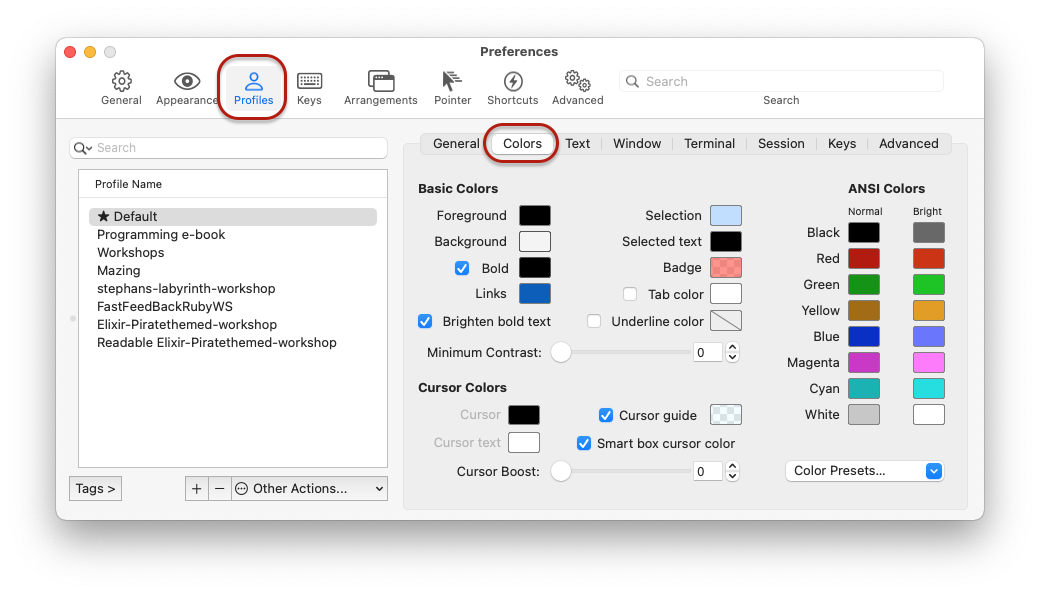 Preferences
General Appearance Profiles Keys Arrangements Pointer Shortcuts Advanced Search
Search
Search
Profile Name
★ Default
Programming e-book
Workshops
Mazing
stephans-labyrinth-workshop
FastFeedBackRubyWS
Elixir-Piratethemed-workshop
Readable Elixir-Piratethemed-workshop
Tags >
+ − Other Actions...
General Colors Text Window Terminal Session Keys Advanced
Basic Colors
Foreground
Background
Bold
Links
Brighten bold text
Selection
Selected text
Badge
Tab color
Underline color
Minimum Contrast: 0
Cursor Colors
Cursor
Cursor text
Cursor guide
Smart box cursor color
Cursor Boost: 0
ANSI Colors
Normal Bright
Black
Red
Green
Yellow
Blue
Magenta
Cyan
White
Color Presets...